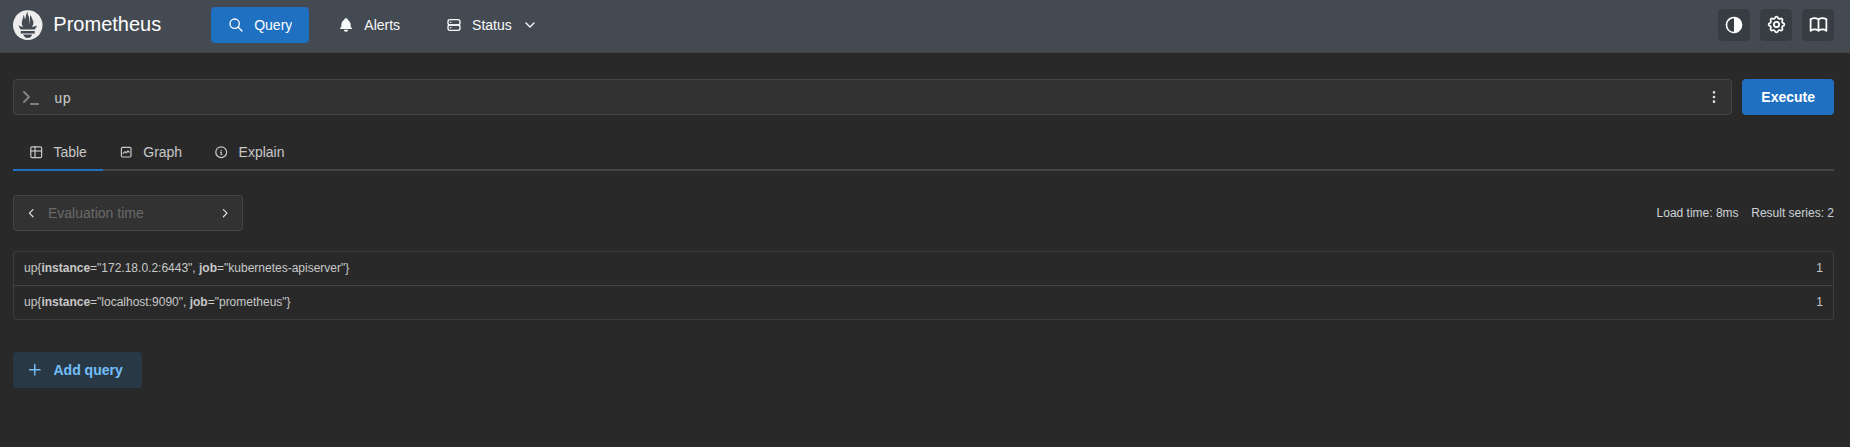 Prometheus Query Alerts Status
up Execute
Table Graph Explain
Evaluation time Load time: 8ms Result series: 2
up{instance="172.18.0.2:6443", job="kubernetes-apiserver"} 1
up{instance="localhost:9090", job="prometheus"} 1
Add query